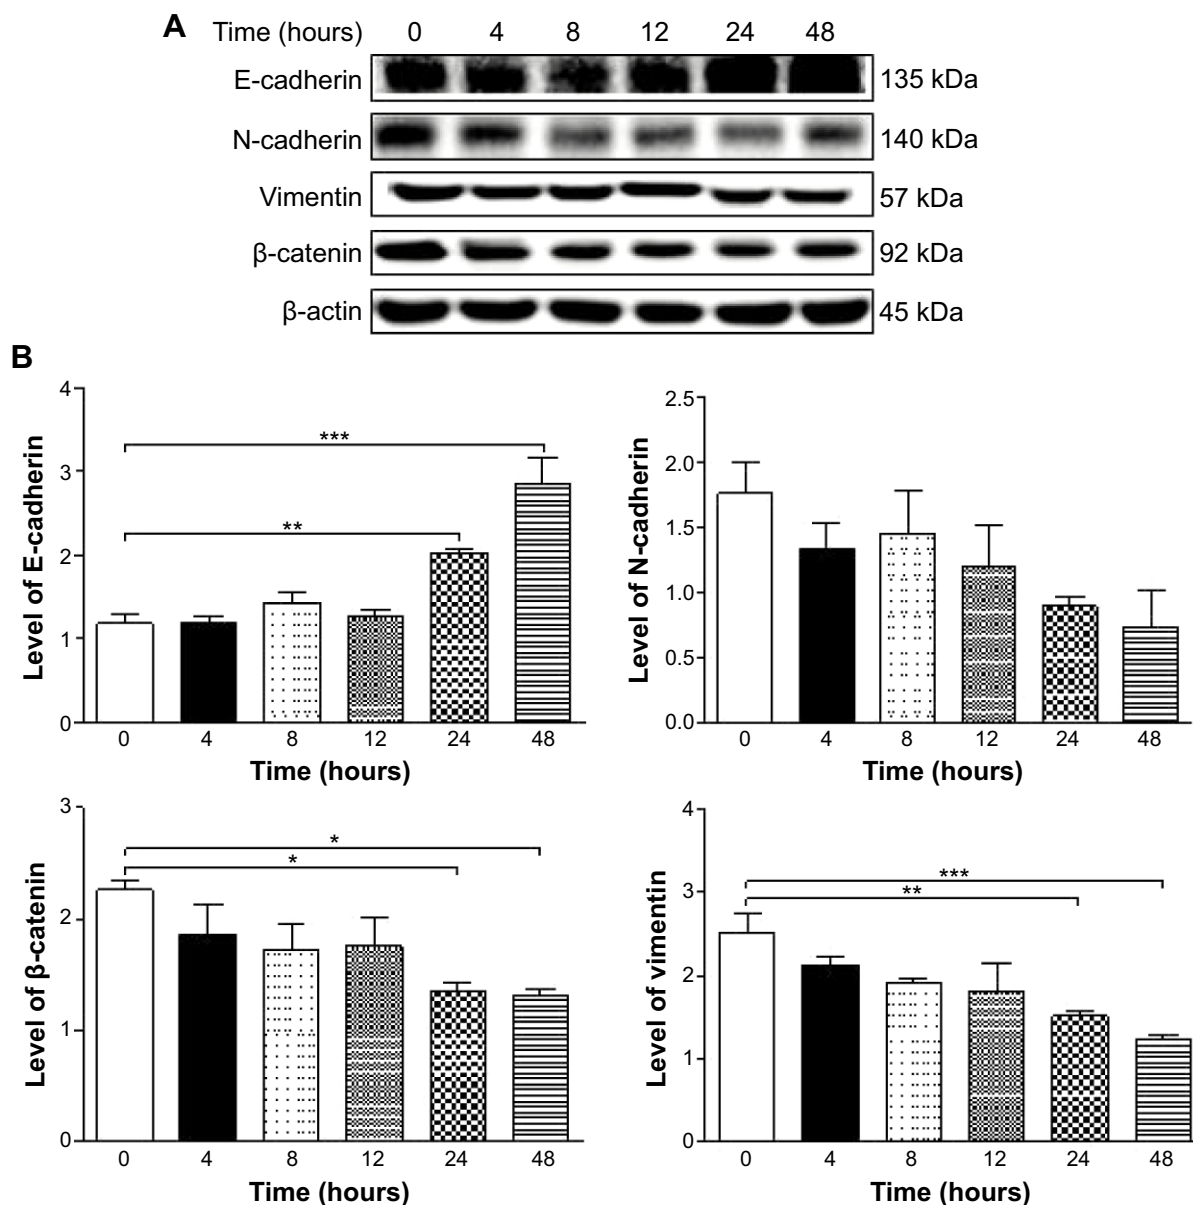 A Time (hours) 0 4 8 12 24 48
E-cadherin 135 kDa
N-cadherin 140 kDa
Vimentin 57 kDa
β-catenin 92 kDa
β-actin 45 kDa
B
Level of E-cadherin
4
3
2
1
0
***
**
0 4 8 12 24 48
Time (hours)
Level of N-cadherin
2.5
2.0
1.5
1.0
0.5
0.0
0 4 8 12 24 48
Time (hours)
Level of β-catenin
3
2
1
0
*
*
0 4 8 12 24 48
Time (hours)
Level of vimentin
4
3
2
1
0
***
**
0 4 8 12 24 48
Time (hours)